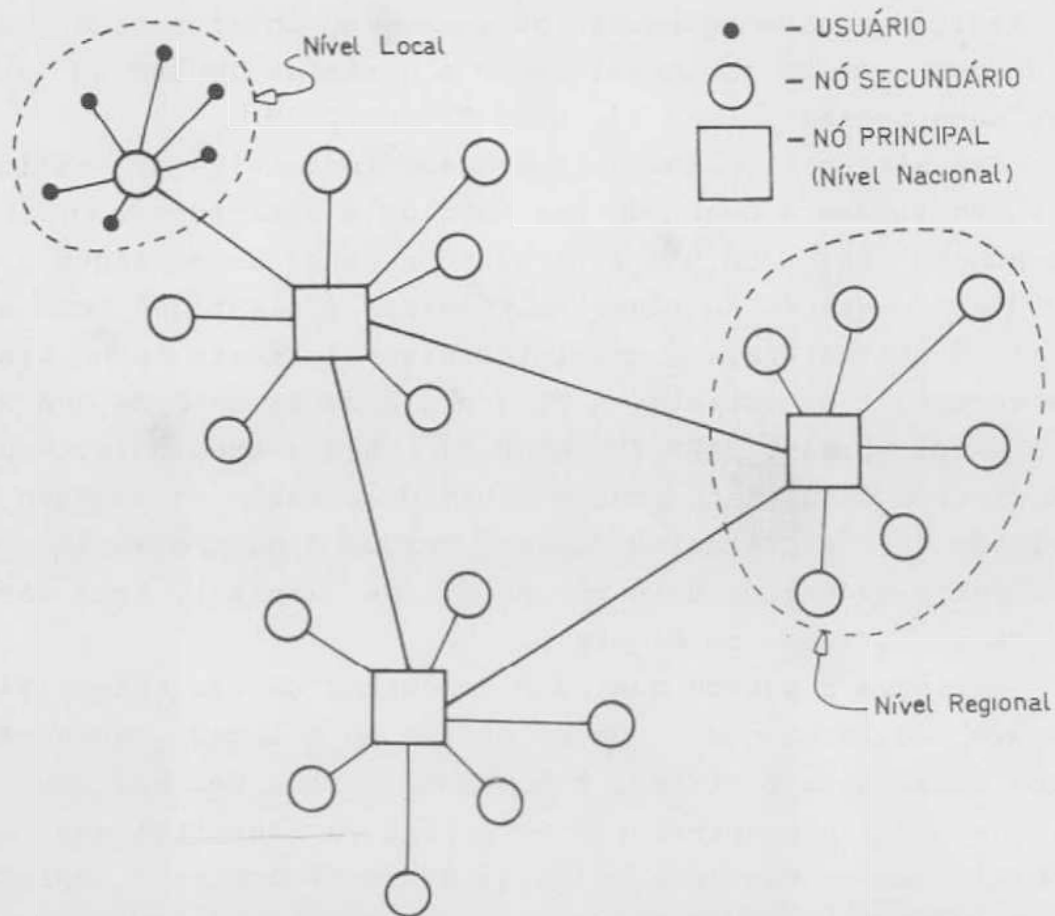 Nível Local
– USUÁRIO
– NÓ SECUNDÁRIO
– NÓ PRINCIPAL
(Nível Nacional)
Nível Regional